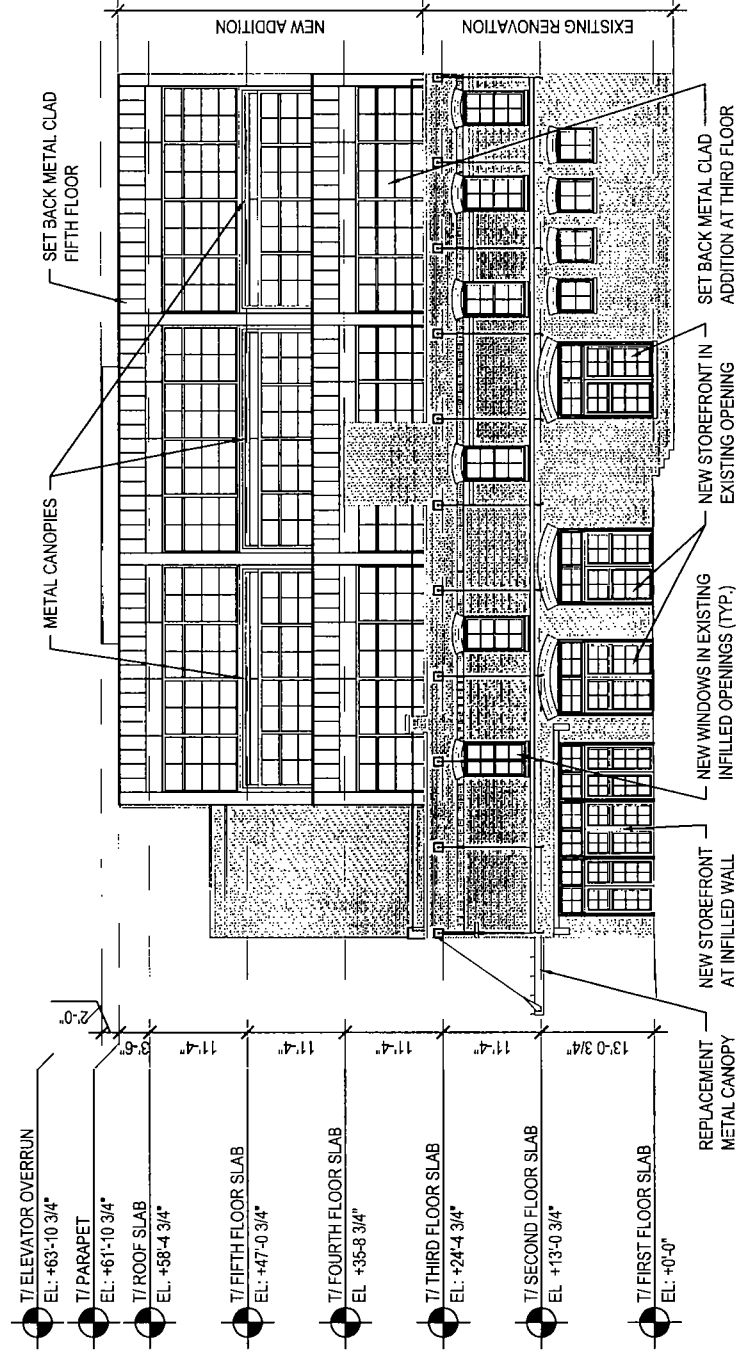 T/ ELEVATOR OVERRUN
EL: +63'-10 3/4"
T/ PARAPET
EL: +61'-10 3/4"
T/ ROOF SLAB
EL: +58'-4 3/4"
T/ FIFTH FLOOR SLAB
EL: +47'-0 3/4"
T/ FOURTH FLOOR SLAB
EL +35-8 3/4"
T/ THIRD FLOOR SLAB
EL: +24'-4 3/4"
T/ SECOND FLOOR SLAB
EL +13'-0 3/4"
T/ FIRST FLOOR SLAB
EL: +0'-0"
2'-0"
3'-6"
11'-4"
11'-4"
11'-4"
11'-4"
13'-0 3/4"
METAL CANOPIES
SET BACK METAL CLAD
FIFTH FLOOR
NEW ADDITION
EXISTING RENOVATION
REPLACEMENT
METAL CANOPY
NEW STOREFRONT
AT INFILLED WALL
NEW WINDOWS IN EXISTING
INFILLED OPENINGS (TYP.)
NEW STOREFRONT IN
EXISTING OPENING
SET BACK METAL CLAD
ADDITION AT THIRD FLOOR